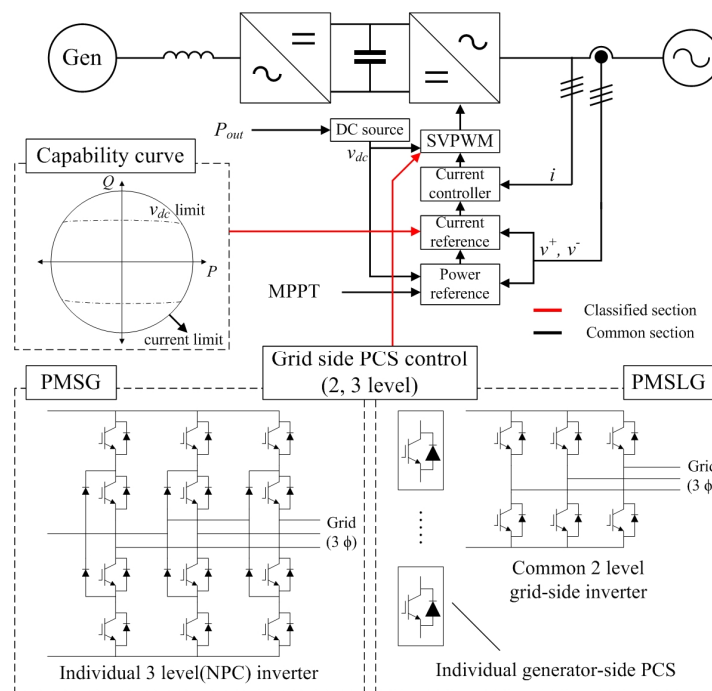 Gen
P_out
DC source
v_dc
SVPWM
Capability curve
Current
controller
i
Q
v_dc limit
Current
reference
v+, v-
P
MPPT
Power
reference
current limit
Classified section
Common section
Grid side PCS control
(2, 3 level)
PMSG
PMSLG
Grid
(3 ϕ)
Grid
(3 ϕ)
Common 2 level
grid-side inverter
Individual 3 level(NPC) inverter
Individual generator-side PCS